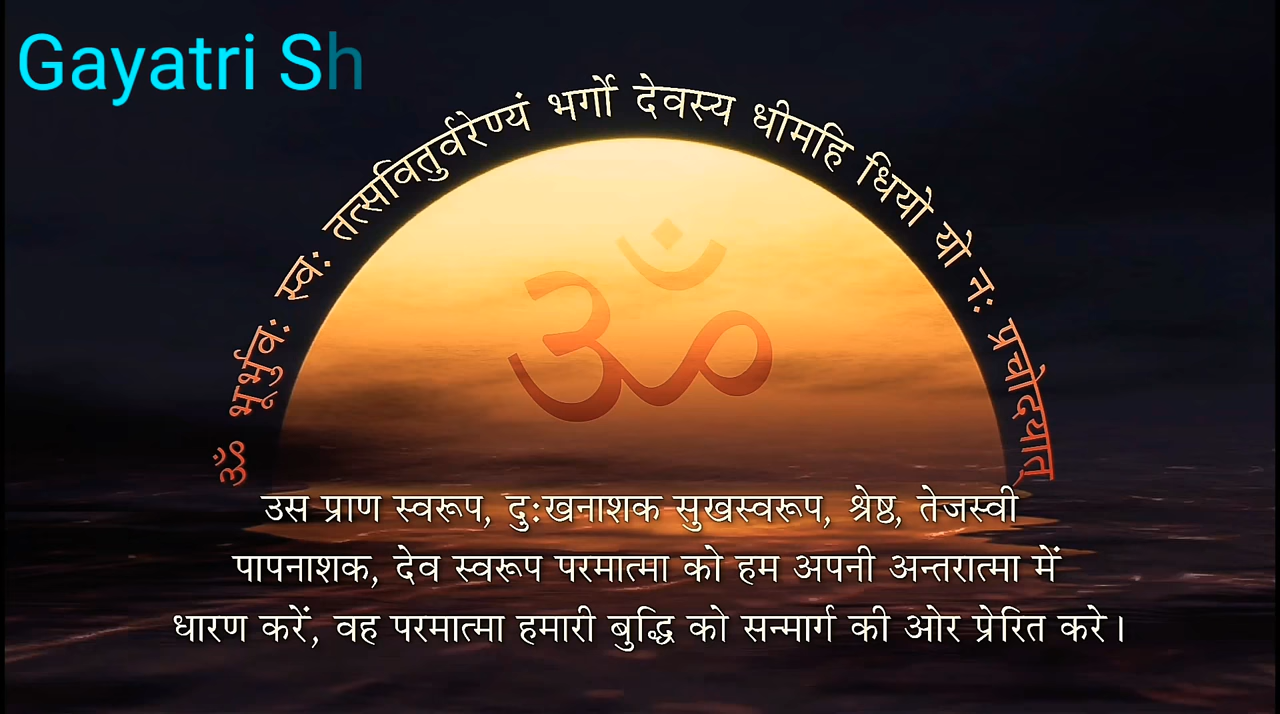 Gayatri Sh
ॐ भूर्भुवः स्वः तत्सवितुर्वरेण्यं भर्गो देवस्य धीमहि धियो यो नः प्रचोदयात्
ॐ
उस प्राण स्वरूप, दुःखनाशक सुखस्वरूप, श्रेष्ठ, तेजस्वी
पापनाशक, देव स्वरूप परमात्मा को हम अपनी अन्तरात्मा में
धारण करें, वह परमात्मा हमारी बुद्धि को सन्मार्ग की ओर प्रेरित करे।